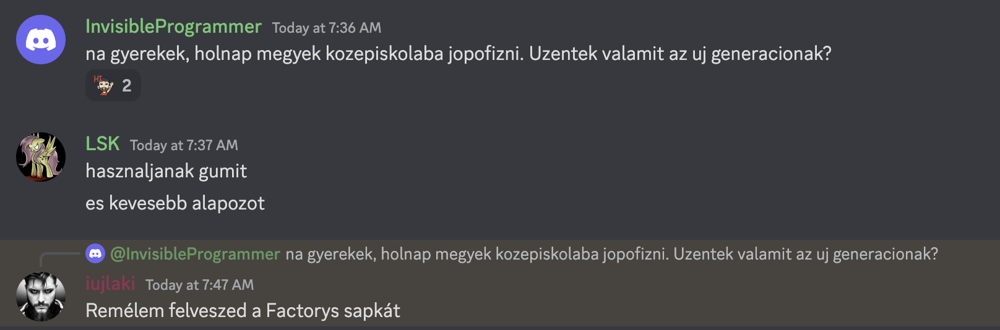 InvisibleProgrammer Today at 7:36 AM
na gyerekek, holnap megyek kozepiskolaba jopofizni. Uzentek valamit az uj generacionak?
HI 2
LSK Today at 7:37 AM
hasznaljanak gumit
es kevesebb alapozot
@InvisibleProgrammer na gyerekek, holnap megyek kozepiskolaba jopofizni. Uzentek valamit az uj generacionak?
iujlaki Today at 7:47 AM
Remélem felveszed a Factorys sapkát